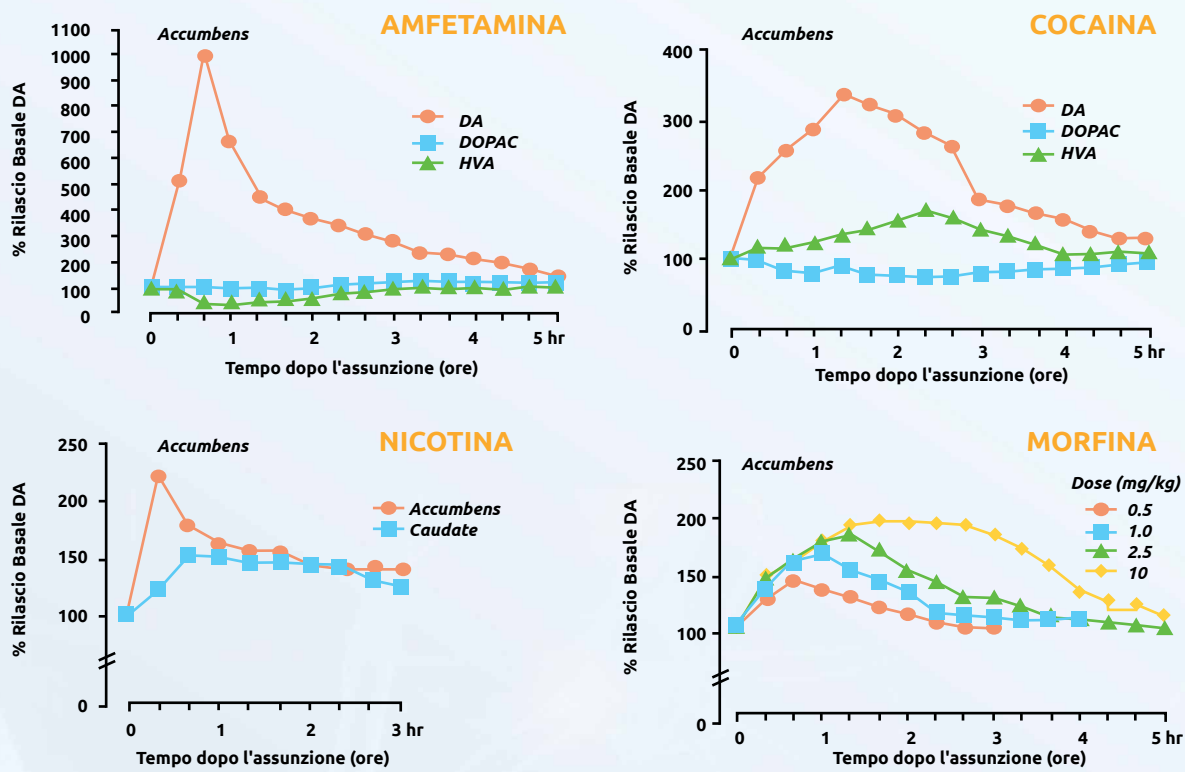 AMFETAMINA
Accumbens
% Rilascio Basale DA
1100
1000
900
800
700
600
500
400
300
200
100
0
DA
DOPAC
HVA
0 1 2 3 4 5 hr
Tempo dopo l'assunzione (ore)
COCAINA
Accumbens
% Rilascio Basale DA
400
300
200
100
0
DA
DOPAC
HVA
0 1 2 3 4 5 hr
Tempo dopo l'assunzione (ore)
NICOTINA
Accumbens
% Rilascio Basale DA
250
200
150
100
0
Accumbens
Caudate
0 1 2 3 hr
Tempo dopo l'assunzione (ore)
MORFINA
Accumbens
% Rilascio Basale DA
250
200
150
100
0
Dose (mg/kg)
0.5
1.0
2.5
10
0 1 2 3 4 5 hr
Tempo dopo l'assunzione (ore)